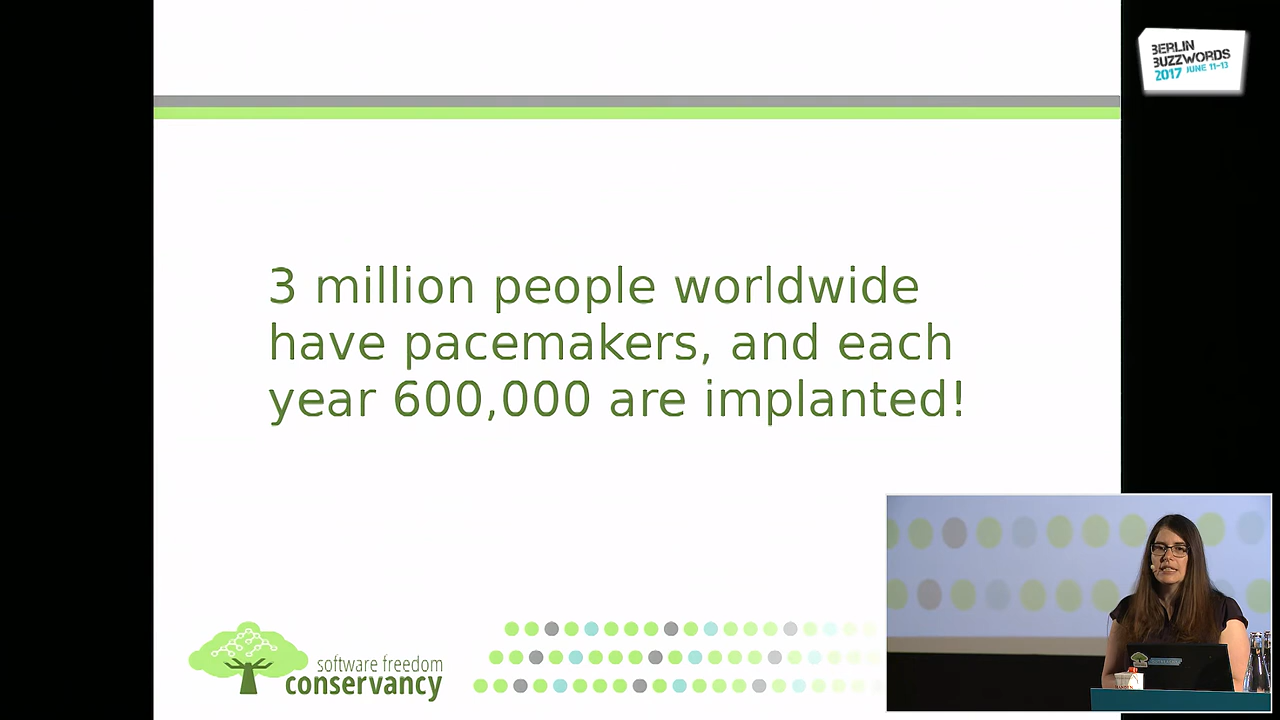 BERLIN
BUZZWORDS
2017 JUNE 11-13
3 million people worldwide
have pacemakers, and each
year 600,000 are implanted!
software freedom
conservancy